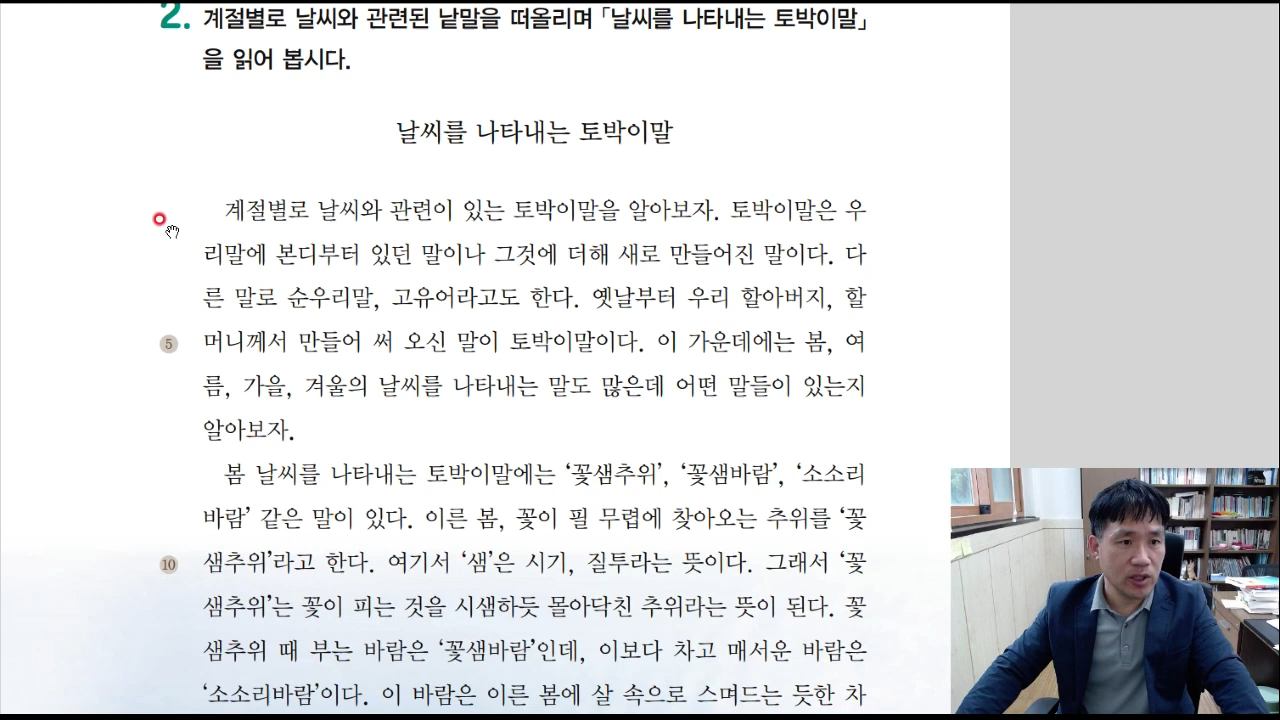 2. 계절별로 날씨와 관련된 낱말을 떠올리며 「날씨를 나타내는 토박이말」
을 읽어 봅시다.
날씨를 나타내는 토박이말
계절별로 날씨와 관련이 있는 토박이말을 알아보자. 토박이말은 우
리말에 본디부터 있던 말이나 그것에 더해 새로 만들어진 말이다. 다
른 말로 순우리말, 고유어라고도 한다. 옛날부터 우리 할아버지, 할
5 머니께서 만들어 써 오신 말이 토박이말이다. 이 가운데에는 봄, 여
름, 가을, 겨울의 날씨를 나타내는 말도 많은데 어떤 말들이 있는지
알아보자.
봄 날씨를 나타내는 토박이말에는 ‘꽃샘추위’, ‘꽃샘바람’, ‘소소리
바람’ 같은 말이 있다. 이른 봄, 꽃이 필 무렵에 찾아오는 추위를 ‘꽃
10 샘추위’라고 한다. 여기서 ‘샘’은 시기, 질투라는 뜻이다. 그래서 ‘꽃
샘추위’는 꽃이 피는 것을 시샘하듯 몰아닥친 추위라는 뜻이 된다. 꽃
샘추위 때 부는 바람은 ‘꽃샘바람’인데, 이보다 차고 매서운 바람은
‘소소리바람’이다. 이 바람은 이른 봄에 살 속으로 스며드는 듯한 차